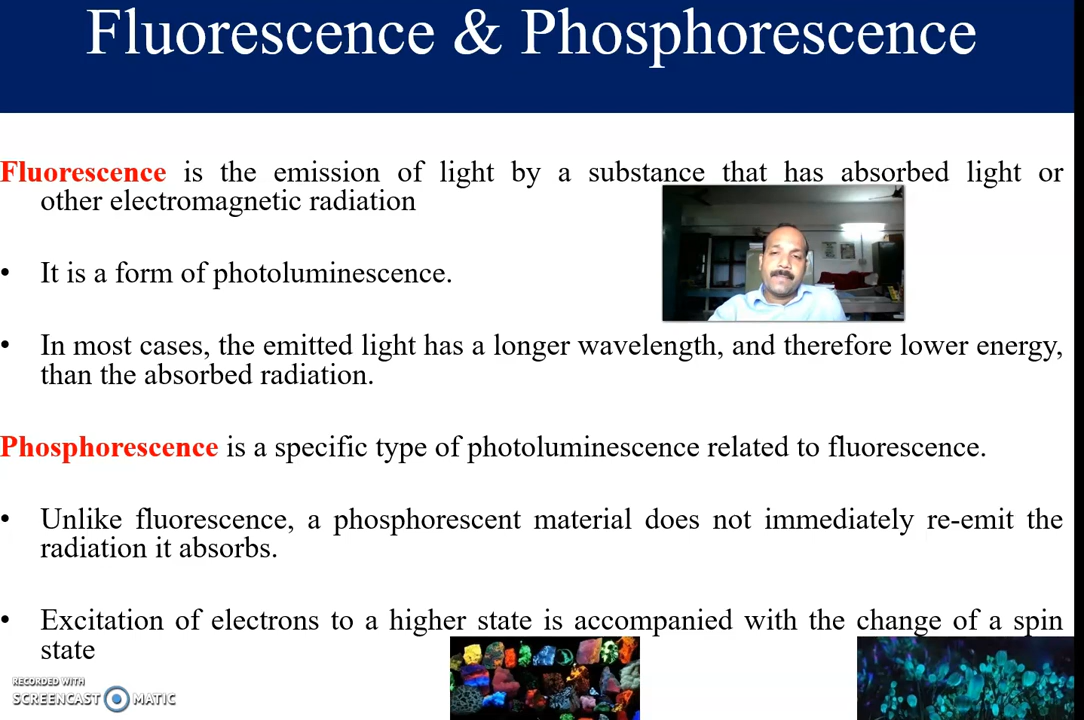 Fluorescence & Phosphorescence
Fluorescence is the emission of light by a substance that has absorbed light or
other electromagnetic radiation
• It is a form of photoluminescence.
• In most cases, the emitted light has a longer wavelength, and therefore lower energy,
than the absorbed radiation.
Phosphorescence is a specific type of photoluminescence related to fluorescence.
• Unlike fluorescence, a phosphorescent material does not immediately re-emit the
radiation it absorbs.
• Excitation of electrons to a higher state is accompanied with the change of a spin
state
RECORDED WITH
SCREENCAST MATIC